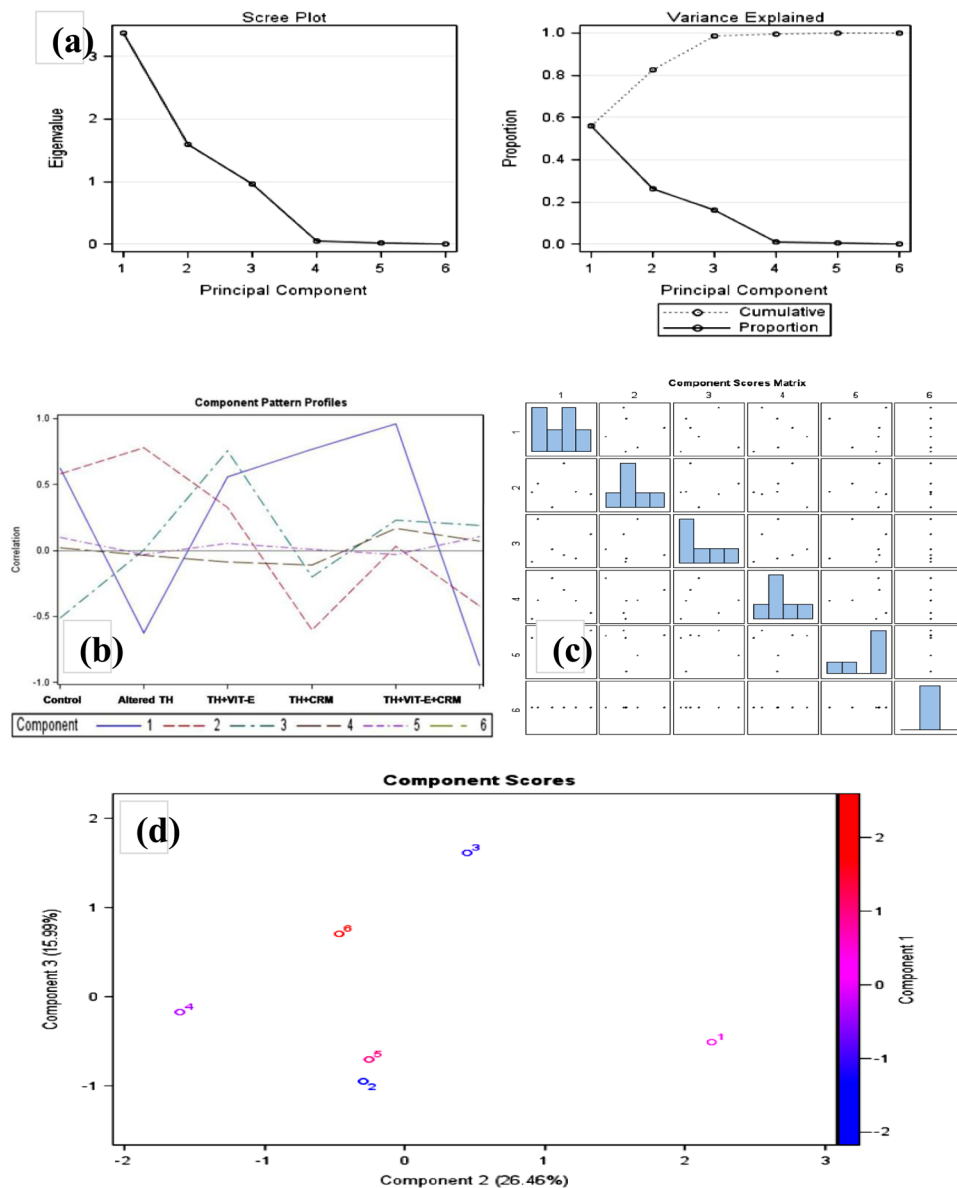 (a)
Scree Plot
3
2
1
0
Eigenvalue
1 2 3 4 5 6
Principal Component
Variance Explained
1.0
0.8
0.6
0.4
0.2
0.0
Proportion
1 2 3 4 5 6
Principal Component
Cumulative
Proportion
Component Pattern Profiles
1.0
0.5
0.0
-0.5
-1.0
Correlation
(b)
Control Altered TH TH+VIT-E TH+CRM TH+VIT-E+CRM
Component 1 2 3 4 5 6
Component Scores Matrix
1 2 3 4 5 6
1
2
3
4
5
6
(c)
Component Scores
(d)
2
1
0
-1
Component 3 (15.99%)
3
6
4
5
2
1
-2 -1 0 1 2 3
Component 2 (26.46%)
2
1
0
-1
-2
Component 1